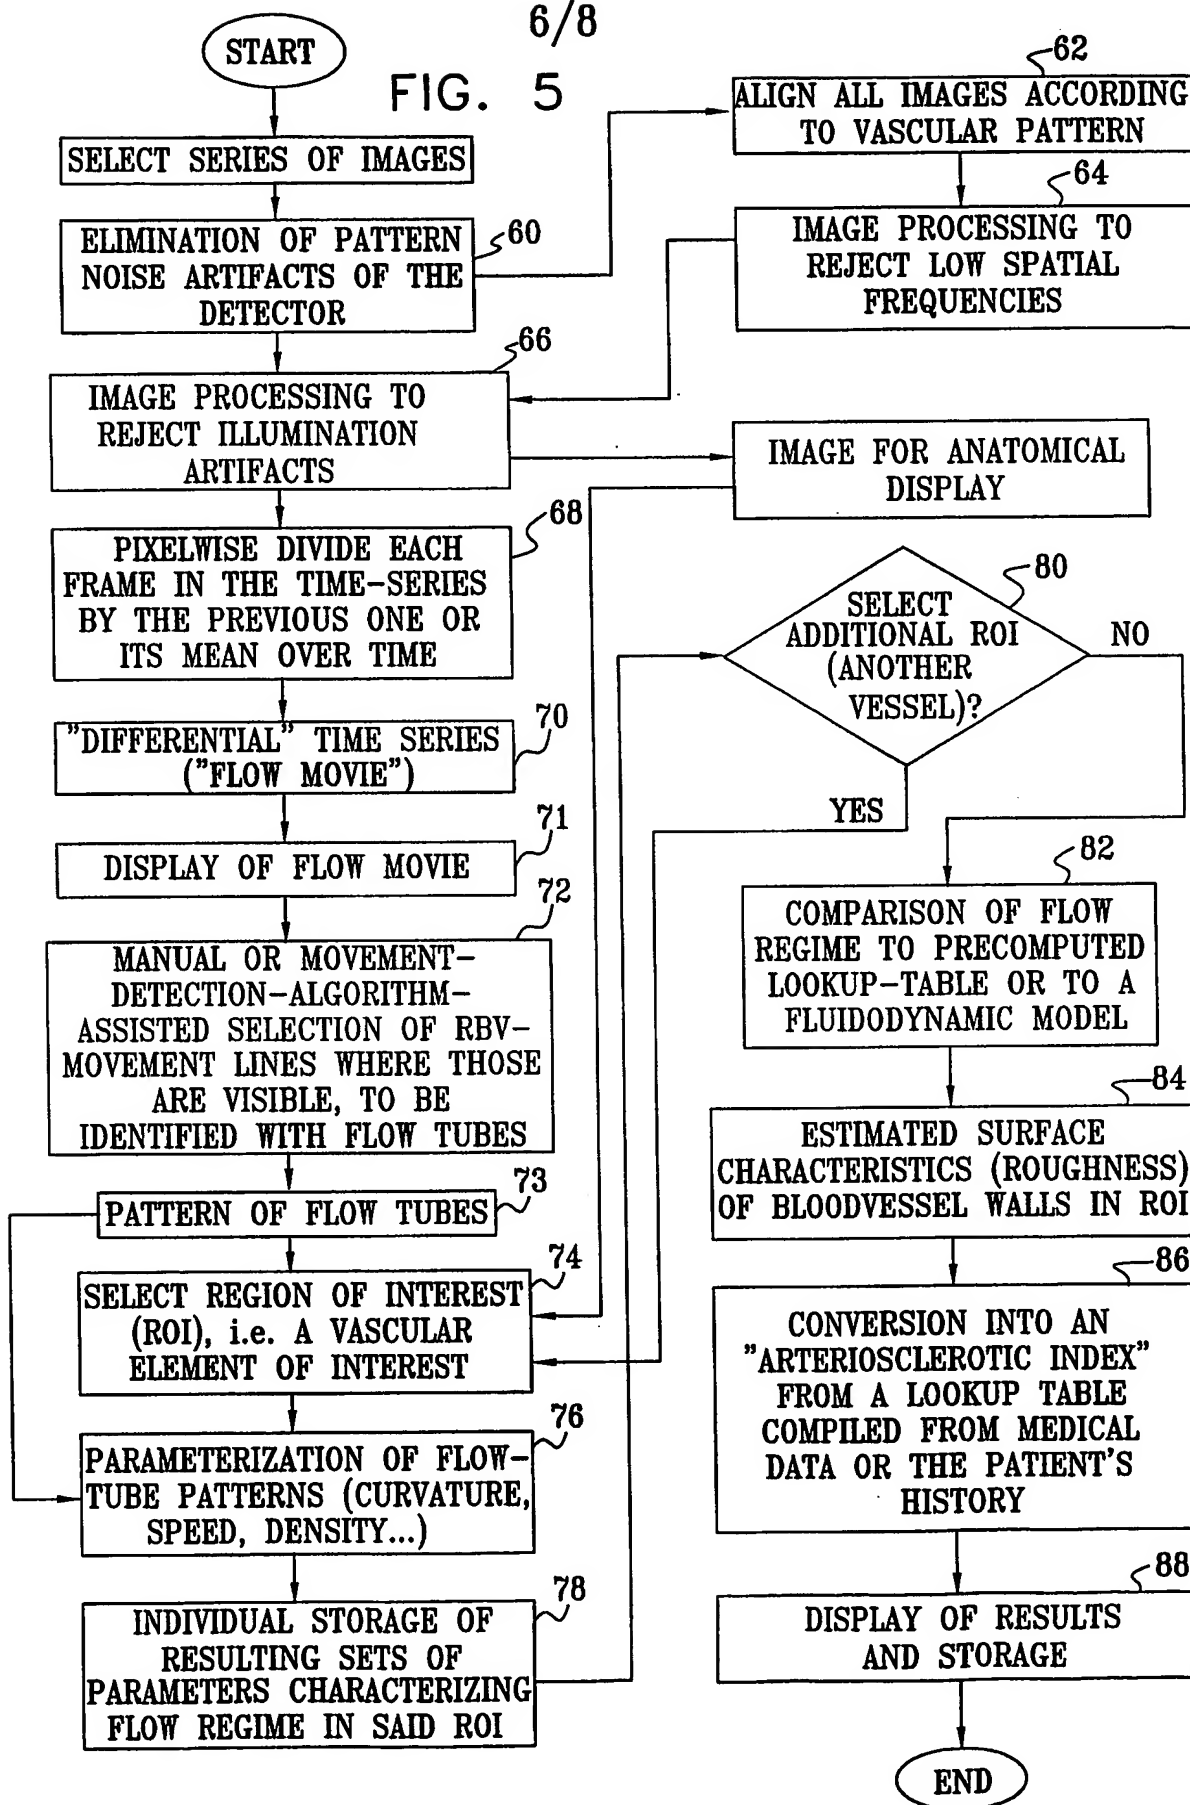 6/8
FIG. 5
START
SELECT SERIES OF IMAGES
60
ELIMINATION OF PATTERN
NOISE ARTIFACTS OF THE
DETECTOR
62
ALIGN ALL IMAGES ACCORDING
TO VASCULAR PATTERN
64
IMAGE PROCESSING TO
REJECT LOW SPATIAL
FREQUENCIES
66
IMAGE PROCESSING TO
REJECT ILLUMINATION
ARTIFACTS
IMAGE FOR ANATOMICAL
DISPLAY
68
PIXELWISE DIVIDE EACH
FRAME IN THE TIME-SERIES
BY THE PREVIOUS ONE OR
ITS MEAN OVER TIME
70
"DIFFERENTIAL" TIME SERIES
("FLOW MOVIE")
71
DISPLAY OF FLOW MOVIE
72
MANUAL OR MOVEMENT-
DETECTION-ALGORITHM-
ASSISTED SELECTION OF RBV-
MOVEMENT LINES WHERE THOSE
ARE VISIBLE, TO BE
IDENTIFIED WITH FLOW TUBES
73
PATTERN OF FLOW TUBES
74
SELECT REGION OF INTEREST
(ROI), i.e. A VASCULAR
ELEMENT OF INTEREST
76
PARAMETERIZATION OF FLOW-
TUBE PATTERNS (CURVATURE,
SPEED, DENSITY...)
78
INDIVIDUAL STORAGE OF
RESULTING SETS OF
PARAMETERS CHARACTERIZING
FLOW REGIME IN SAID ROI
80
SELECT
ADDITIONAL ROI
(ANOTHER
VESSEL)?
NO
YES
82
COMPARISON OF FLOW
REGIME TO PRECOMPUTED
LOOKUP-TABLE OR TO A
FLUIDODYNAMIC MODEL
84
ESTIMATED SURFACE
CHARACTERISTICS (ROUGHNESS)
OF BLOODVESSEL WALLS IN ROI
86
CONVERSION INTO AN
"ARTERIOSCLEROTIC INDEX"
FROM A LOOKUP TABLE
COMPILED FROM MEDICAL
DATA OR THE PATIENT'S
HISTORY
88
DISPLAY OF RESULTS
AND STORAGE
END